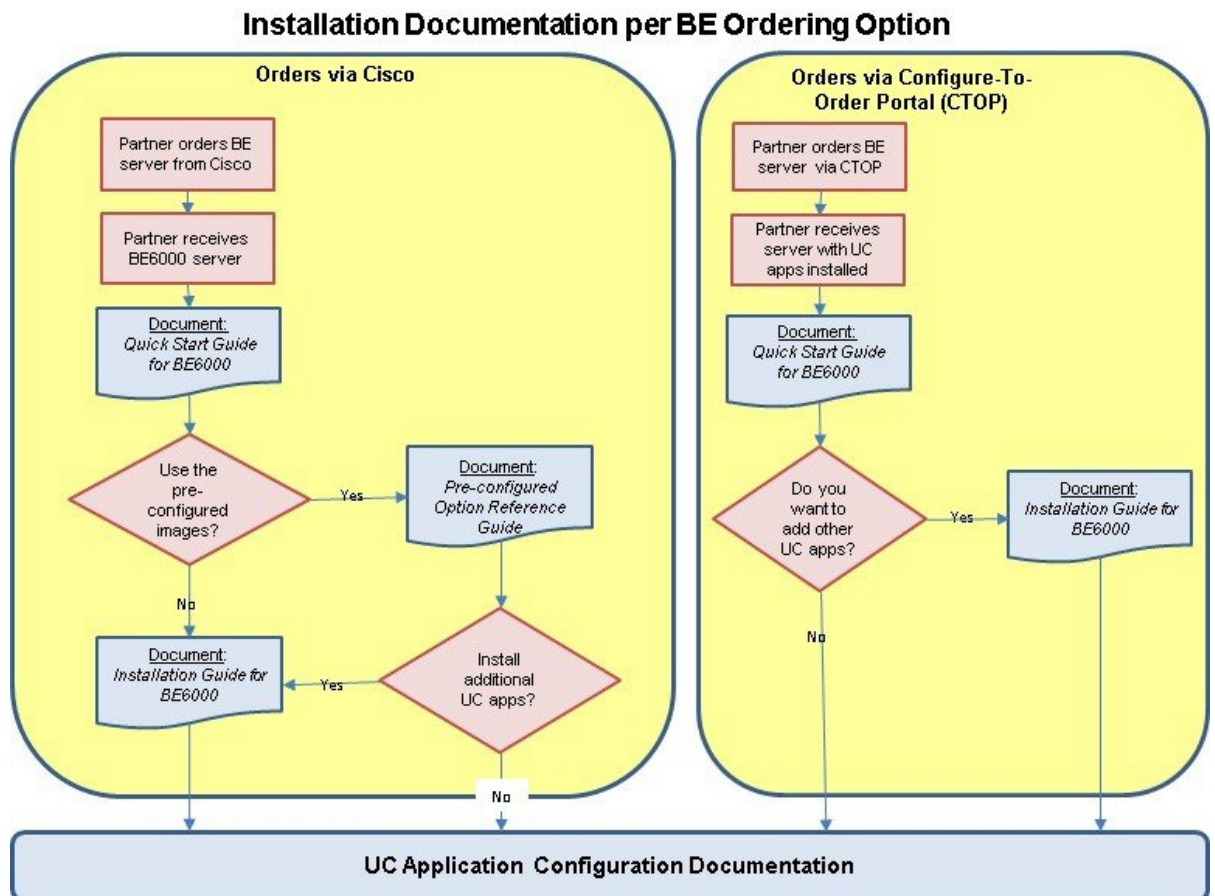 Installation Documentation per BE Ordering Option
Orders via Cisco
Partner orders BE
server from Cisco
Partner receives
BE6000 server
Document:
Quick Start Guide
for BE6000
Use the
pre-
configured
images?
Yes
Document:
Pre-configured
Option Reference
Guide
No
Document:
Installation Guide for
BE6000
Yes
Install
additional
UC apps?
No
Orders via Configure-To-
Order Portal (CTOP)
Partner orders BE
server via CTOP
Partner receives
server with UC
apps installed
Document:
Quick Start Guide
for BE6000
Do you
want to
add other
UC apps?
Yes
Document:
Installation Guide for
BE6000
No
UC Application Configuration Documentation